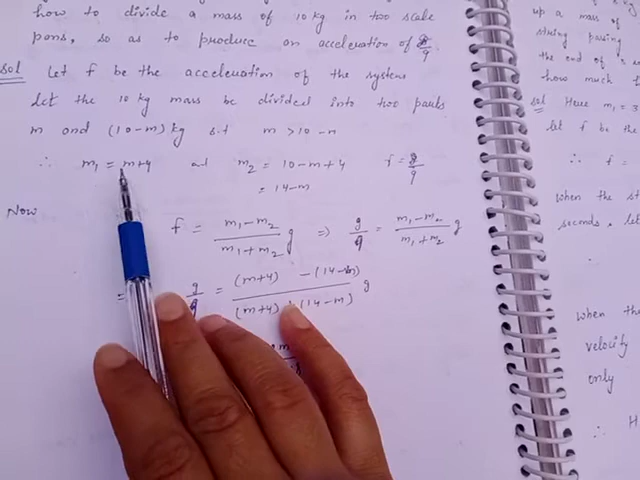 how to divide a mass of 10 kg in too scale
pans, so as to produce an acceleration of g/9
Sol Let f be the acceleration of the system
let the 10 kg mass be divided into two parts
m and (10-m) kg s.t m > 10-m
∴ m1 = m+4 and m2 = 10-m+4 f = g/9
= 14-m
Now f = (m1-m2)/(m1+m2) g ⇒ g/9 = (m1-m2)/(m1+m2) g
g/9 = ((m+4) -(14-m))/((m+4) + (14-m)) g
up a mass of
string passing
the end of
how much
sol Here m1 = 3
let f be the
∴ f =
when the
seconds, let
when the
velocity
only
∴ H